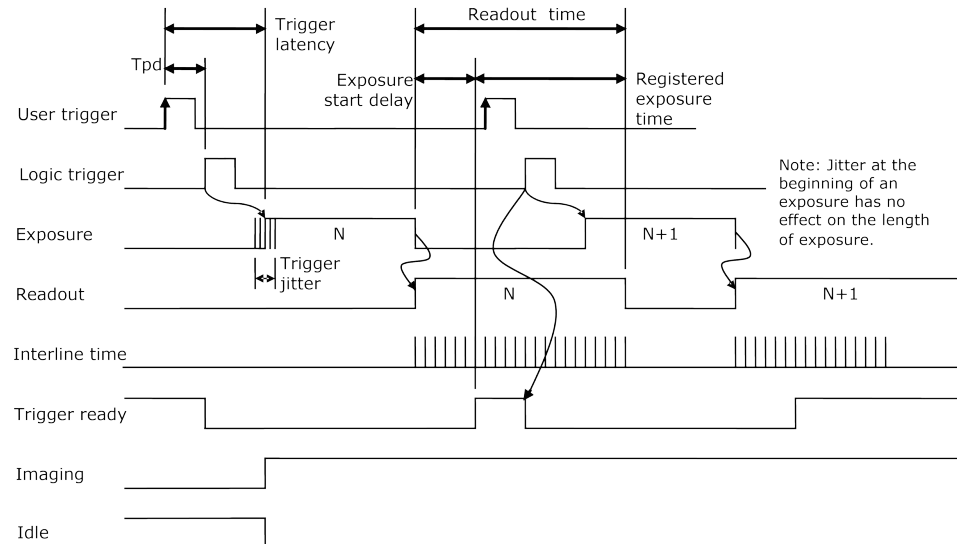 Trigger
latency
Readout time
Tpd
Exposure
start delay
Registered
exposure
time
User trigger
Logic trigger
Note: Jitter at the
beginning of an
exposure has no
effect on the length
of exposure.
Exposure
N
N+1
Trigger
jitter
Readout
N
N+1
Interline time
Trigger ready
Imaging
Idle